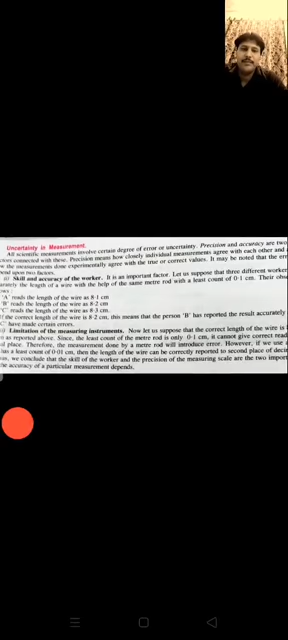 Uncertainty in Measurement.
All scientific measurements involve certain degree of error or uncertainty. Precision and accuracy are two
ctors connected with these. Precision means how closely individual measurements agree with each other and
w the measurements done experimentally agree with the true or correct values. It may be noted that the err
pend upon two factors.
(i) Skill and accuracy of the worker. It is an important factor. Let us suppose that three different worker
arately the length of a wire with the help of the same metre rod with a least count of 0·1 cm. Their obse
ows :
'A' reads the length of the wire as 8·1 cm
'B' reads the length of the wire as 8·2 cm
'C' reads the length of the wire as 8·3 cm.
If the correct length of the wire is 8·2 cm, this means that the person 'B' has reported the result accurately
C' have made certain errors.
i) Limitation of the measuring instruments. Now let us suppose that the correct length of the wire is
n as reported above. Since, the least count of the metre rod is only 0·1 cm, it cannot give correct read
al place. Therefore, the measurement done by a metre rod will introduce error. However, if we use
has a least count of 0·01 cm, then the length of the wire can be correctly reported to second place of decim
we conclude that the skill of the worker and the precision of the measuring scale are the two import
the accuracy of a particular measurement depends.